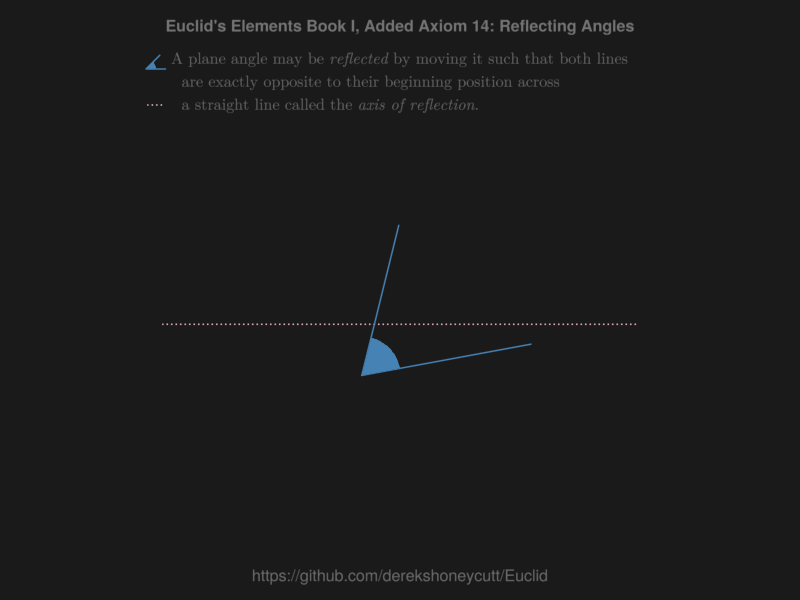 Euclid's Elements Book I, Added Axiom 14: Reflecting Angles
A plane angle may be reflected by moving it such that both lines
are exactly opposite to their beginning position across
a straight line called the axis of reflection.
https://github.com/derekshoneycutt/Euclid